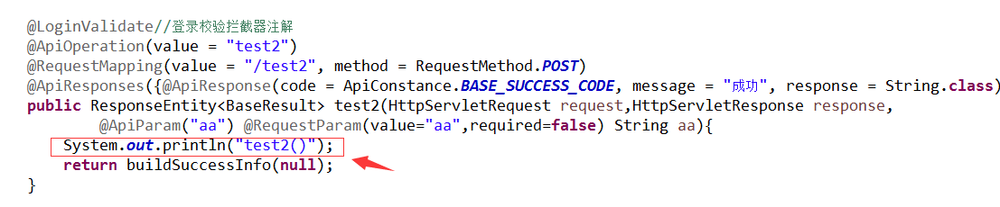 @LoginValidate//登录校验拦截器注解
@ApiOperation(value = "test2")
@RequestMapping(value = "/test2", method = RequestMethod.POST)
@ApiResponses({@ApiResponse(code = ApiConstance.BASE_SUCCESS_CODE, message = "成功", response = String.class)
public ResponseEntity<BaseResult> test2(HttpServletRequest request,HttpServletResponse response,
@ApiParam("aa") @RequestParam(value="aa",required=false) String aa){
System.out.println("test2()");
return buildSuccessInfo(null);
}